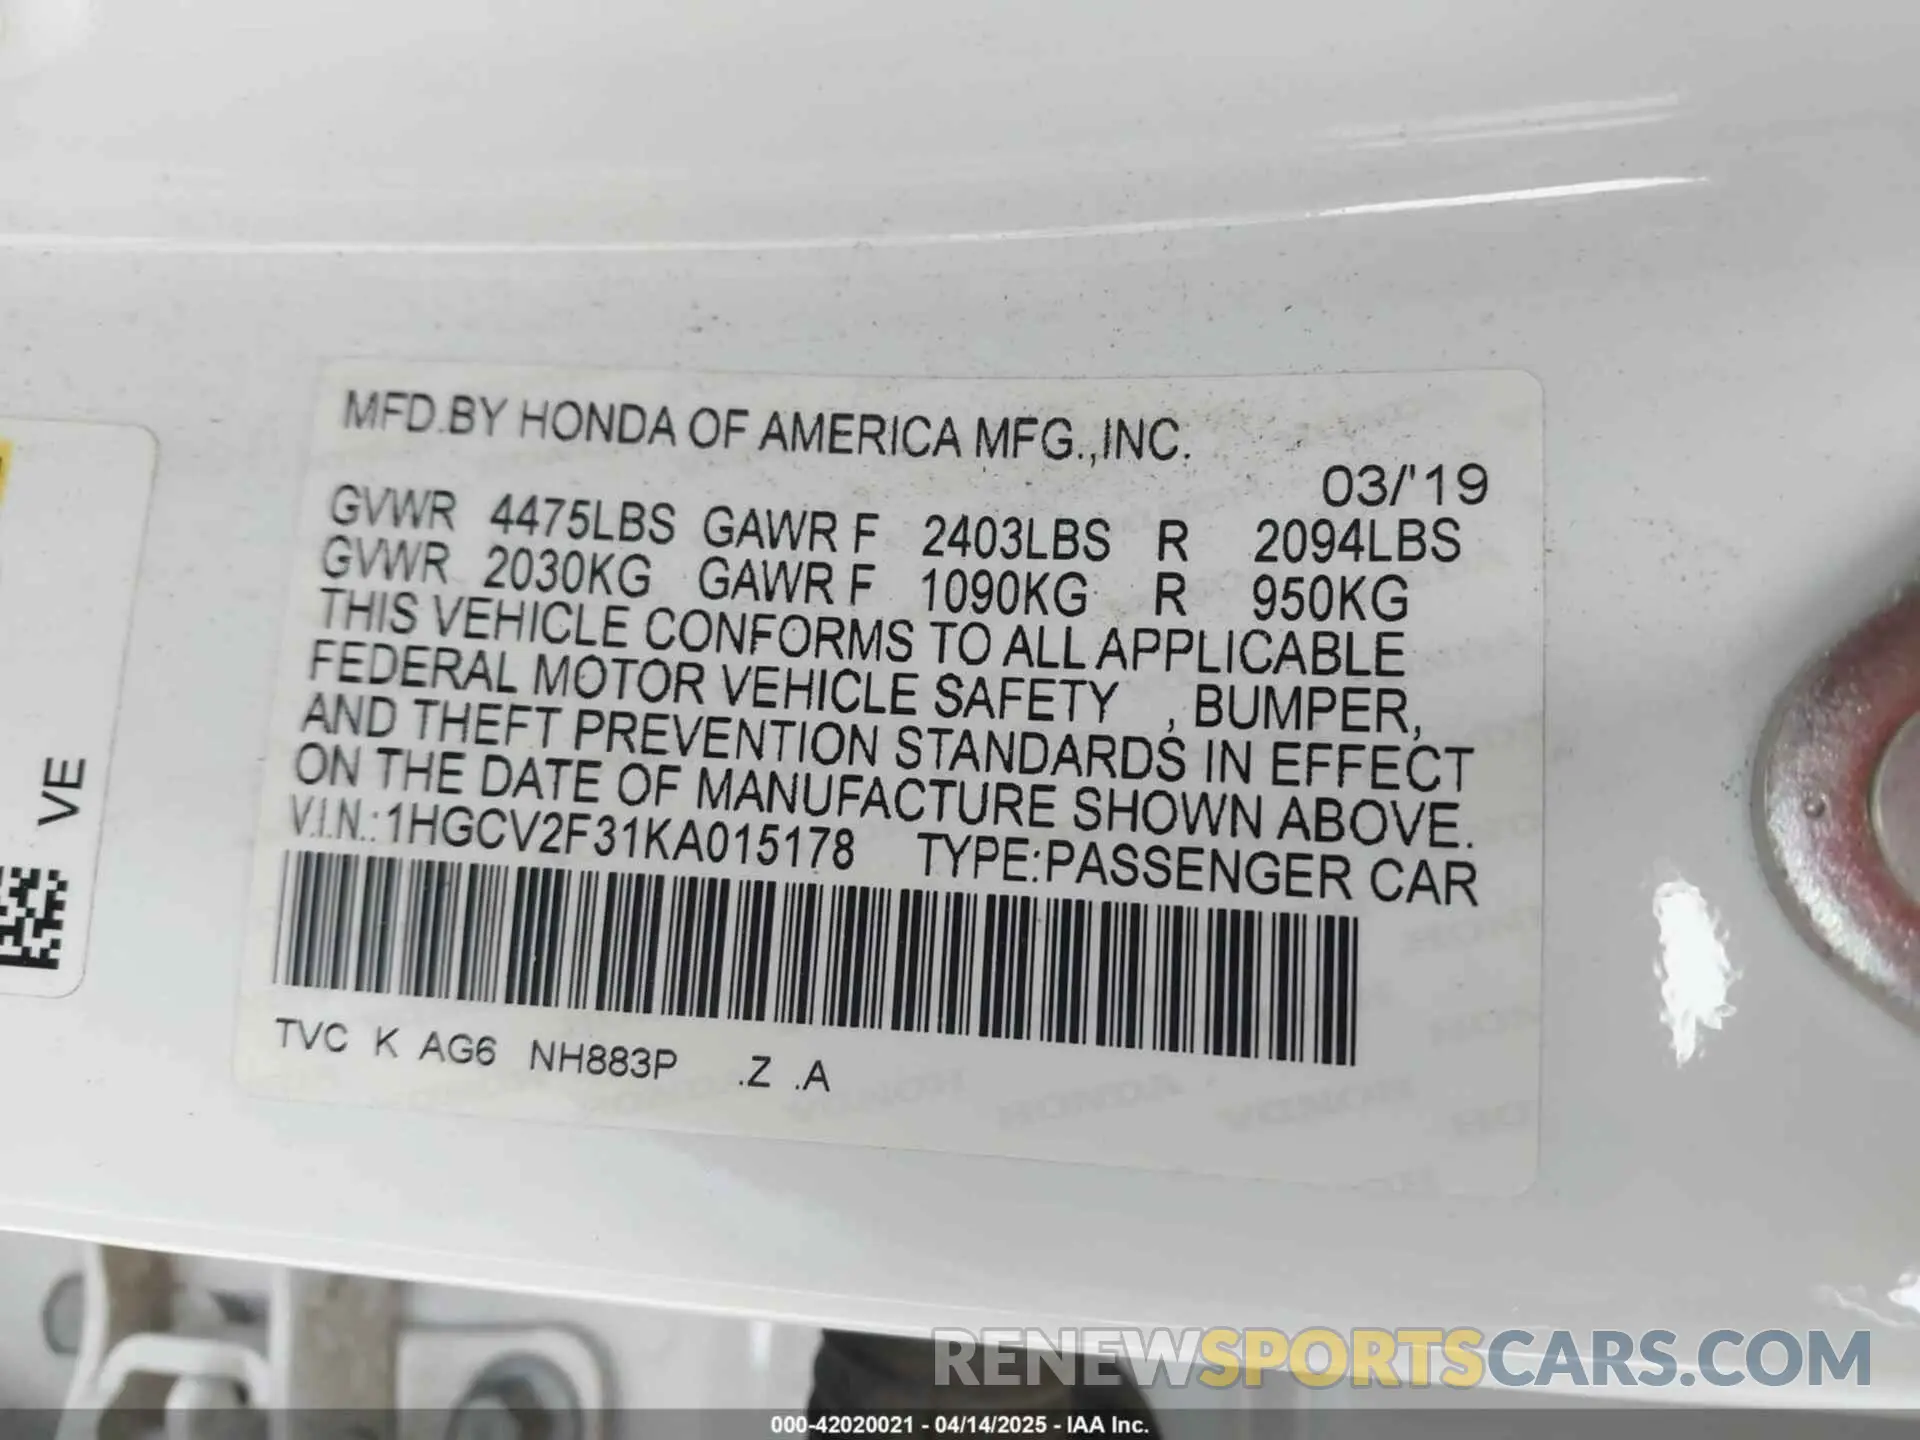 MFD.BY HONDA OF AMERICA MFG.,INC.
03/'19
GVWR 4475LBS GAWR F 2403LBS R 2094LBS
GVWR 2030KG GAWR F 1090KG R 950KG
THIS VEHICLE CONFORMS TO ALL APPLICABLE
FEDERAL MOTOR VEHICLE SAFETY , BUMPER,
AND THEFT PREVENTION STANDARDS IN EFFECT
ON THE DATE OF MANUFACTURE SHOWN ABOVE.
V.I.N.:1HGCV2F31KA015178 TYPE:PASSENGER CAR
TVC K AG6 NH883P .Z .A
VE
RENEWSPORTSCARS.COM
000-42020021 - 04/14/2025 - IAA Inc.